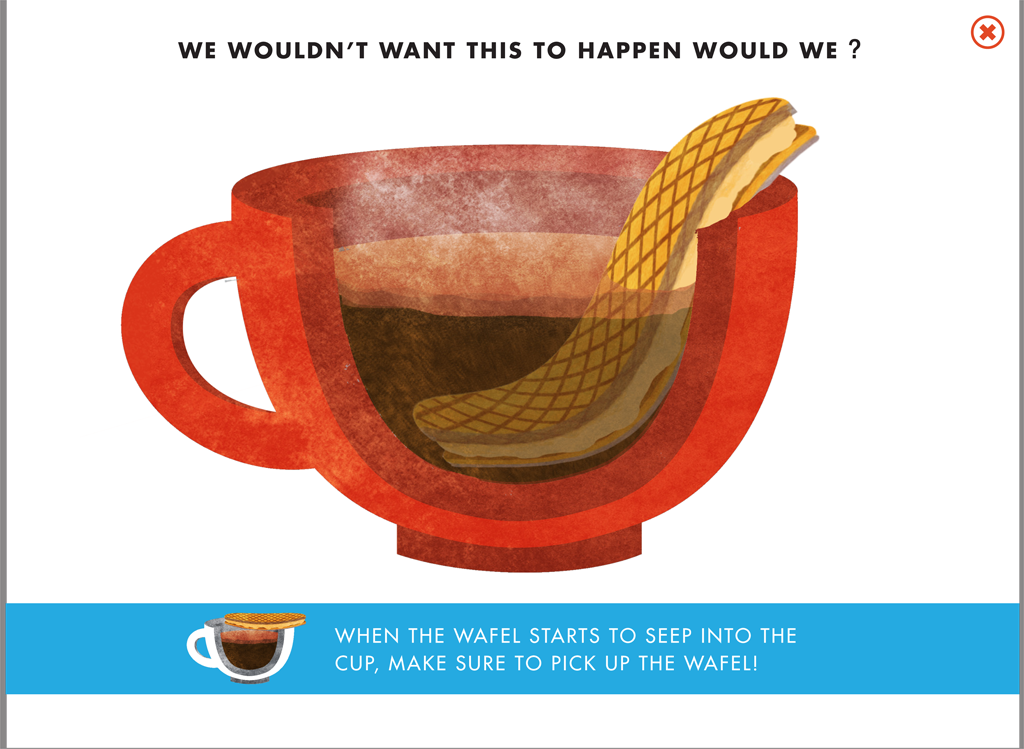 WE WOULDN'T WANT THIS TO HAPPEN WOULD WE ?
WHEN THE WAFEL STARTS TO SEEP INTO THE
CUP, MAKE SURE TO PICK UP THE WAFEL!